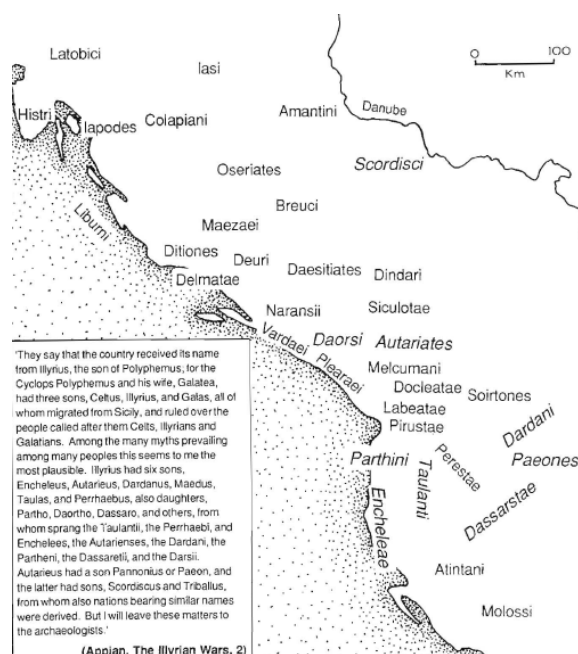 Latobici
Iasi
0 100
Km
Histri
Iapodes
Colapiani
Amantini
Danube
Scordisci
Oseriates
Breuci
Liburni
Maezaei
Ditiones
Deuri
Daesitiates
Dindari
Delmatae
Naransii
Siculotae
Vardaei
Daorsi
Autariates
Plearaei
Melcumani
Docleatae
Soirtones
Labeatae
Pirustae
Dardani
Parthini
Taulanti
Perestae
Paeones
Encheleae
Dassarstae
Atintani
Molossi
'They say that the country received its name
from Illyrius, the son of Polyphemus; for the
Cyclops Polyphemus and his wife, Galatea,
had three sons, Celtus, Illyrius, and Galas, all of
whom migrated from Sicily, and ruled over the
people called after them Celts, Illyrians and
Galatians. Among the many myths prevailing
among many peoples this seems to me the
most plausible. Illyrius had six sons,
Encheleus, Autarieus, Dardanus, Maedus,
Taulas, and Perrhaebus, also daughters,
Partho, Daortho, Dassaro, and others, from
whom sprang the Taulantii, the Perrhaebi, and
Enchelees, the Autarienses, the Dardani, the
Partheni, the Dassaretii, and the Darsii.
Autarieus had a son Pannonius or Paeon, and
the latter had sons, Scordiscus and Triballus,
from whom also nations bearing similar names
were derived. But I will leave these matters to
the archaeologists.'
(Appian, The Illyrian Wars, 2)